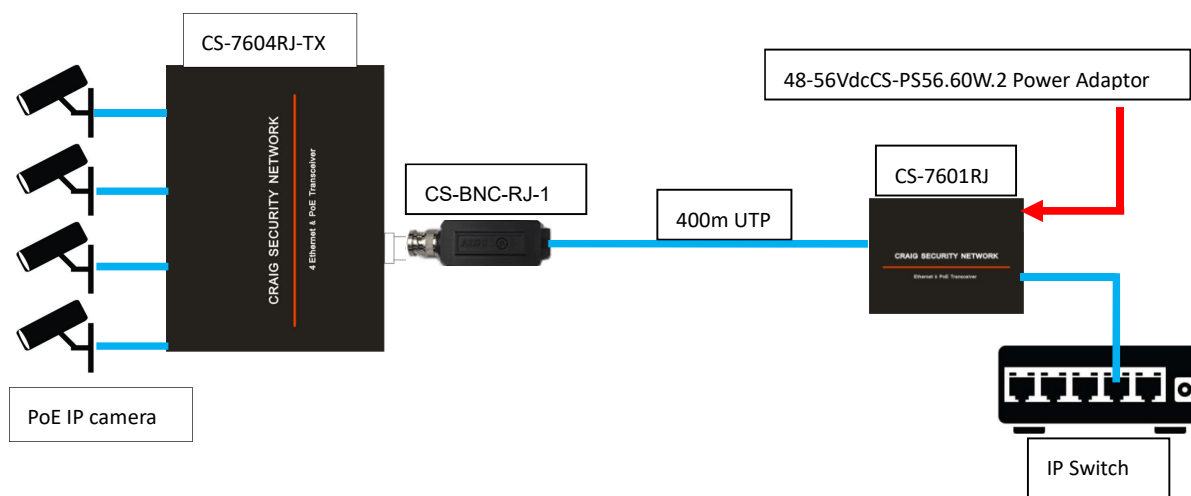 CS-7604RJ-TX
48-56VdcCS-PS56.60W.2 Power Adaptor
CRAIG SECURITY NETWORK
4 Ethernet & PoE Transceiver
CS-BNC-RJ-1
400m UTP
CS-7601RJ
CRAIG SECURITY NETWORK
Ethernet & PoE Transceiver
PoE IP camera
IP Switch